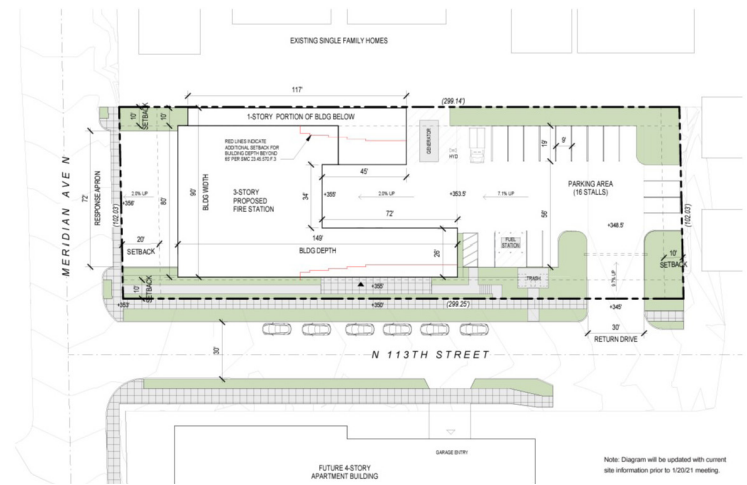 EXISTING SINGLE FAMILY HOMES
117'
(299.14')
10'
SETBACK
10'
1-STORY PORTION OF BLDG BELOW
RED LINES INDICATE
ADDITIONAL SETBACK FOR
BUILDING DEPTH BEYOND
65' PER SMC 23.45.570.F.3
GENERATOR
HYD
19'
9'
45'
MERIDIAN AVE N
RESPONSE APRON
72'
(102.03')
2.0% UP
+356'
80'
90'
BLDG WIDTH
3-STORY
PROPOSED
FIRE STATION
34'
+355'
2.0% UP
+353.5'
7.1% UP
PARKING AREA
(16 STALLS)
56'
+348.5'
(102.03')
20'
SETBACK
72'
149'
BLDG DEPTH
26'
FUEL
STATION
10'
SETBACK
TRASH
10'
SETBACK
+353'
+355'
+350'
(299.25')
+345'
30'
RETURN DRIVE
30'
N 113TH STREET
GARAGE ENTRY
FUTURE 4-STORY
APARTMENT BUILDING
Note: Diagram will be updated with current
site information prior to 1/20/21 meeting.